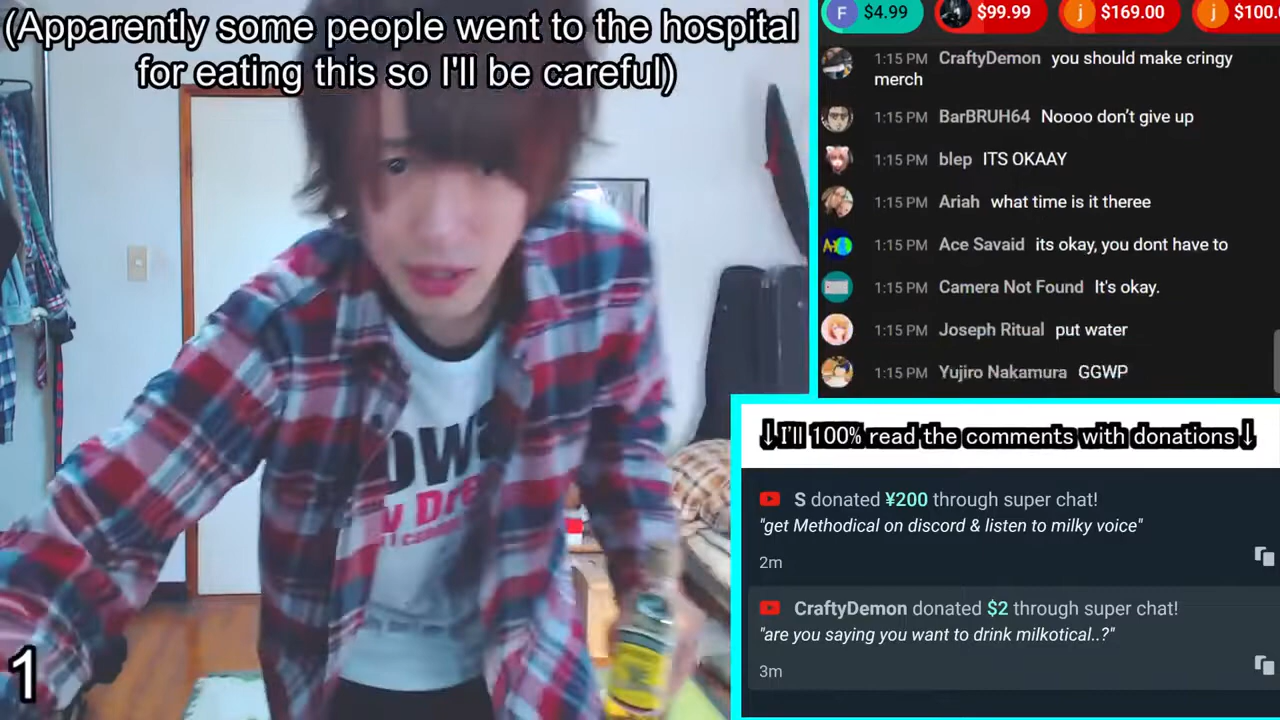 (Apparently some people went to the hospital
for eating this so I'll be careful)
1
F $4.99 $99.99 j $169.00 j $100.
1:15 PM CraftyDemon you should make cringy
merch
1:15 PM BarBRUH64 Noooo don't give up
1:15 PM blep ITS OKAAY
1:15 PM Ariah what time is it theree
1:15 PM Ace Savaid its okay, you dont have to
1:15 PM Camera Not Found It's okay.
1:15 PM Joseph Ritual put water
1:15 PM Yujiro Nakamura GGWP
↓I'll 100% read the comments with donations↓
S donated ¥200 through super chat!
"get Methodical on discord & listen to milky voice"
2m
CraftyDemon donated $2 through super chat!
"are you saying you want to drink milkotical..?"
3m